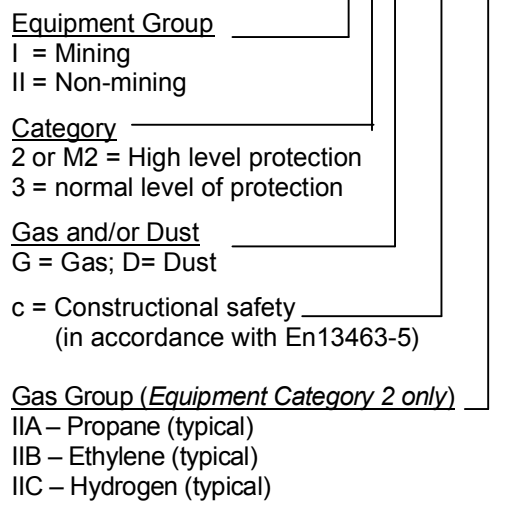 Equipment Group
I = Mining
II = Non-mining
Category
2 or M2 = High level protection
3 = normal level of protection
Gas and/or Dust
G = Gas; D= Dust
c = Constructional safety
(in accordance with En13463-5)
Gas Group (Equipment Category 2 only)
IIA – Propane (typical)
IIB – Ethylene (typical)
IIC – Hydrogen (typical)